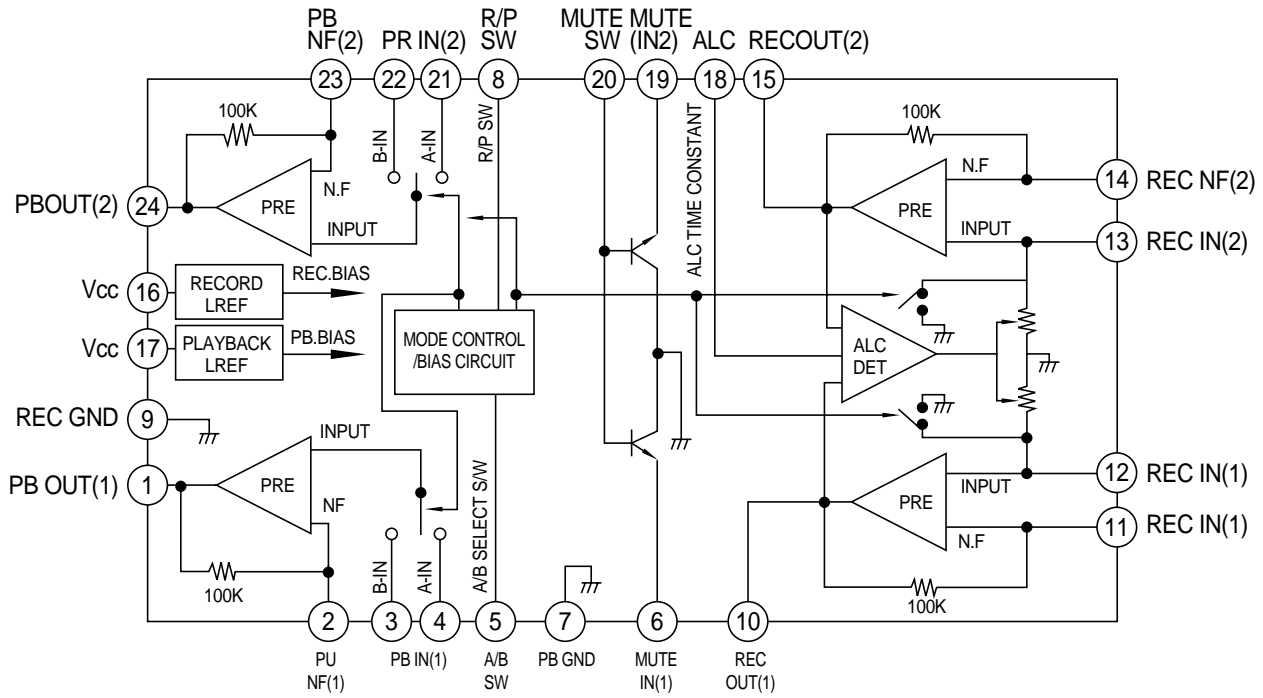 PB
NF(2)
PR IN(2)
R/P
SW
MUTE
SW
MUTE
(IN2)
ALC
RECOUT(2)
23
22
21
8
20
19
18
15
100K
B-IN
A-IN
R/P SW
ALC TIME CONSTANT
100K
N.F
PRE
INPUT
N.F
PRE
INPUT
PBOUT(2)
24
14
REC NF(2)
13
REC IN(2)
Vcc
16
RECORD
LREF
REC.BIAS
Vcc
17
PLAYBACK
LREF
PB.BIAS
MODE CONTROL
/BIAS CIRCUIT
ALC
DET
REC GND
9
INPUT
PB OUT(1)
1
PRE
NF
100K
B-IN
A-IN
A/B SELECT S/W
12
REC IN(1)
INPUT
PRE
N.F
11
REC IN(1)
100K
2
3
4
5
7
6
10
PU
NF(1)
PB IN(1)
A/B
SW
PB GND
MUTE
IN(1)
REC
OUT(1)